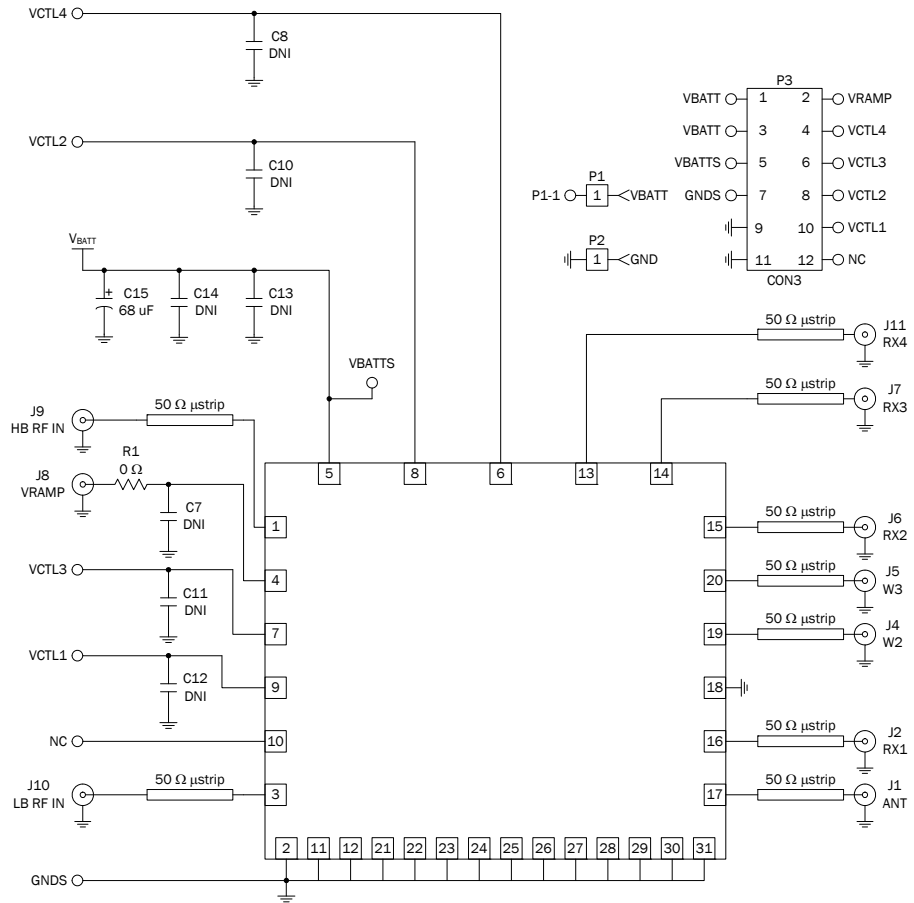 VCTL4
C8
DNI
P3
VBATT 1 2 VRAMP
VBATT 3 4 VCTL4
VBATTS 5 6 VCTL3
GNDS 7 8 VCTL2
9 10 VCTL1
11 12 NC
CON3
P1
P1-1 1 VBATT
P2
1 GND
VCTL2
C10
DNI
VBATT
C15
68 uF
+
C14
DNI
C13
DNI
VBATTS
50 Ω μstrip
J11
RX4
50 Ω μstrip
J7
RX3
J9
HB RF IN
50 Ω μstrip
R1
0 Ω
J8
VRAMP
C7
DNI
5 8 6 13 14
1
4
7
9
10
3
VCTL3
C11
DNI
VCTL1
C12
DNI
NC
J10
LB RF IN
50 Ω μstrip
15
50 Ω μstrip
J6
RX2
20
50 Ω μstrip
J5
W3
19
50 Ω μstrip
J4
W2
18
16
50 Ω μstrip
J2
RX1
17
50 Ω μstrip
J1
ANT
2 11 12 21 22 23 24 25 26 27 28 29 30 31
GNDS